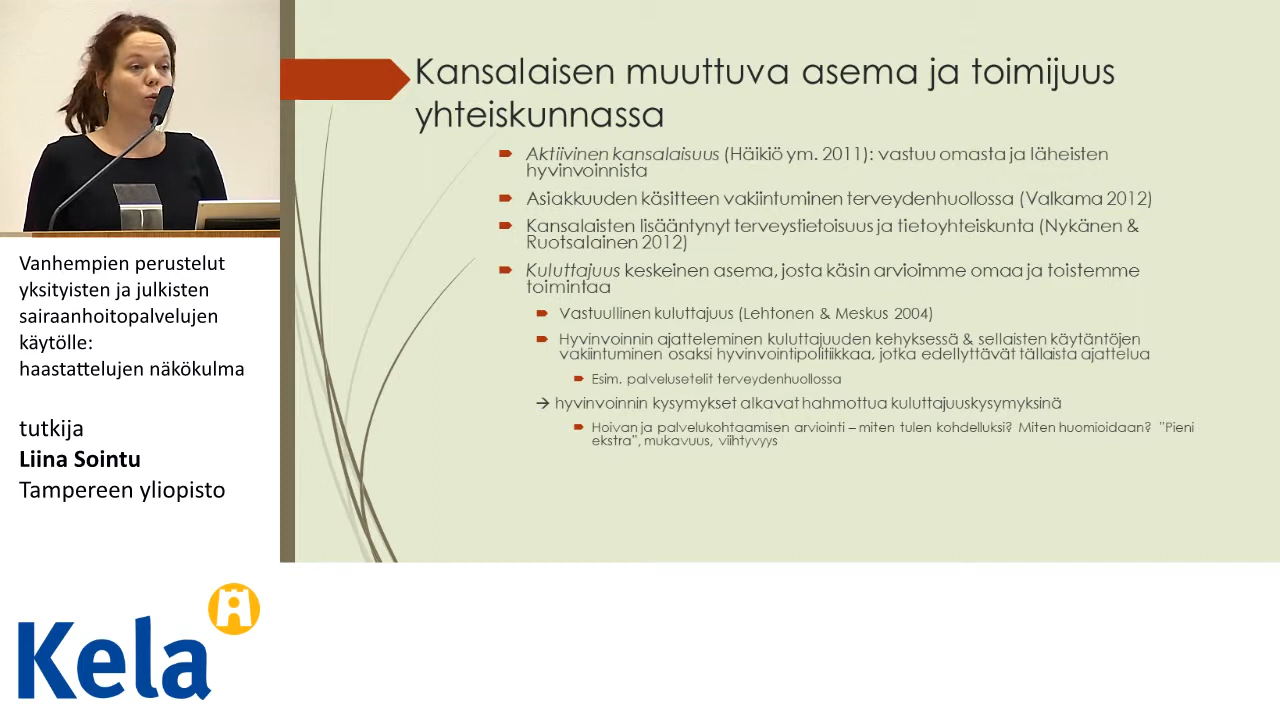 Kansalaisen muuttuva asema ja toimijuus
yhteiskunnassa
Aktiivinen kansalaisuus (Häikiö ym. 2011): vastuu omasta ja läheisten
hyvinvoinnista
Asiakkuuden käsitteen vakiintuminen terveydenhuollossa (Valkama 2012)
Kansalaisten lisääntynyt terveystietoisuus ja tietoyhteiskunta (Nykänen &
Ruotsalainen 2012)
Kuluttajuus keskeinen asema, josta käsin arvioimme omaa ja toistemme
toimintaa
Vastuullinen kuluttajuus (Lehtonen & Meskus 2004)
Hyvinvoinnin ajatteleminen kuluttajuuden kehyksessä & sellaisten käytäntöjen
vakiintuminen osaksi hyvinvointipolitiikkaa, jotka edellyttävät tällaista ajattelua
Esim. palvelusetelit terveydenhuollossa
→ hyvinvoinnin kysymykset alkavat hahmottua kuluttajuuskysymyksinä
Hoivan ja palvelukohtaamisen arviointi – miten tulen kohdelluksi? Miten huomioidaan? "Pieni
ekstra", mukavuus, viihtyvyys
Vanhempien perustelut
yksityisten ja julkisten
sairaanhoitopalvelujen
käytölle:
haastattelujen näkökulma
tutkija
Liina Sointu
Tampereen yliopisto
Kela